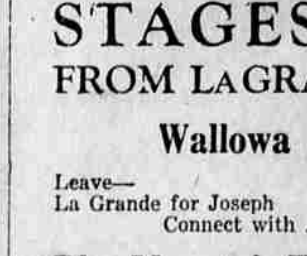 STAGES
FROM LAGRA
Wallowa
Leave—
La Grande for Joseph
Connect with